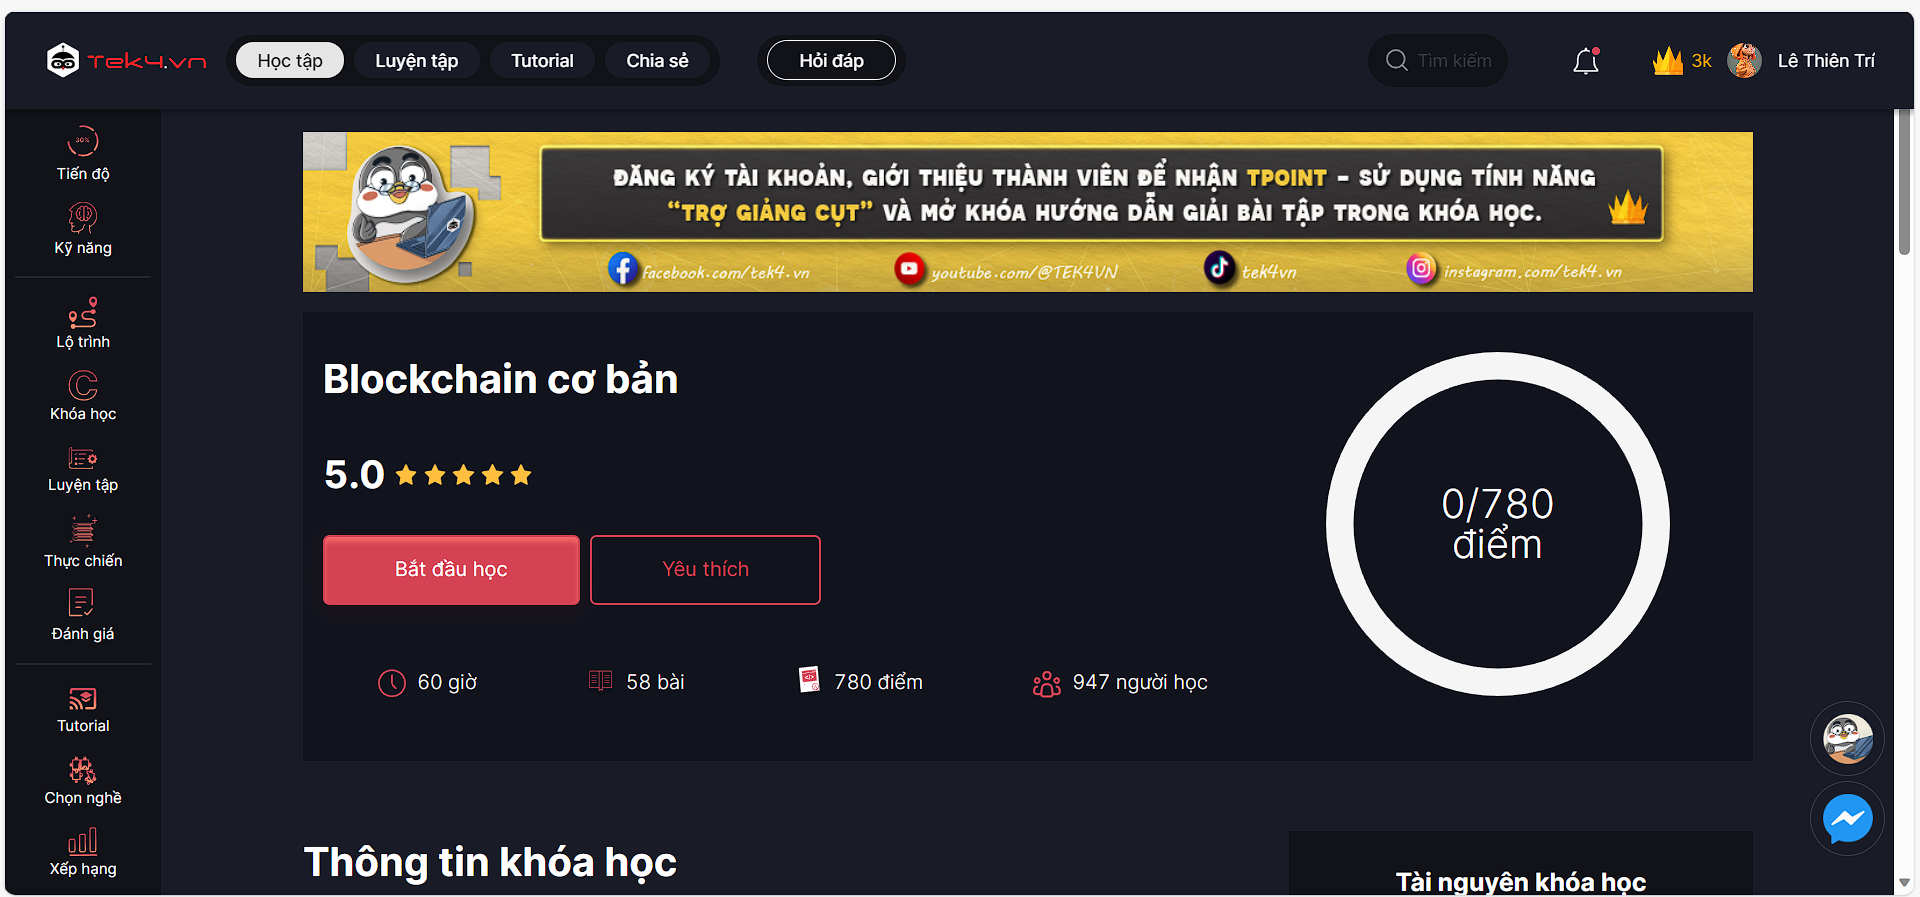 Tek4.vn
Học tập
Luyện tập
Tutorial
Chia sẻ
Hỏi đáp
Tìm kiếm
3k
Lê Thiên Trí
30%
Tiến độ
Kỹ năng
Lộ trình
Khóa học
Luyện tập
Thực chiến
Đánh giá
Tutorial
Chọn nghề
Xếp hạng
ĐĂNG KÝ TÀI KHOẢN, GIỚI THIỆU THÀNH VIÊN ĐỂ NHẬN TPOINT - SỬ DỤNG TÍNH NĂNG
“TRỢ GIẢNG CỤT” VÀ MỞ KHÓA HƯỚNG DẪN GIẢI BÀI TẬP TRONG KHÓA HỌC.
facebook.com/tek4.vn
youtube.com/@TEK4VN
tek4vn
instagram.com/tek4.vn
Blockchain cơ bản
5.0
Bắt đầu học
Yêu thích
60 giờ
58 bài
780 điểm
947 người học
0/780
điểm
Thông tin khóa học
Tài nguyên khóa học